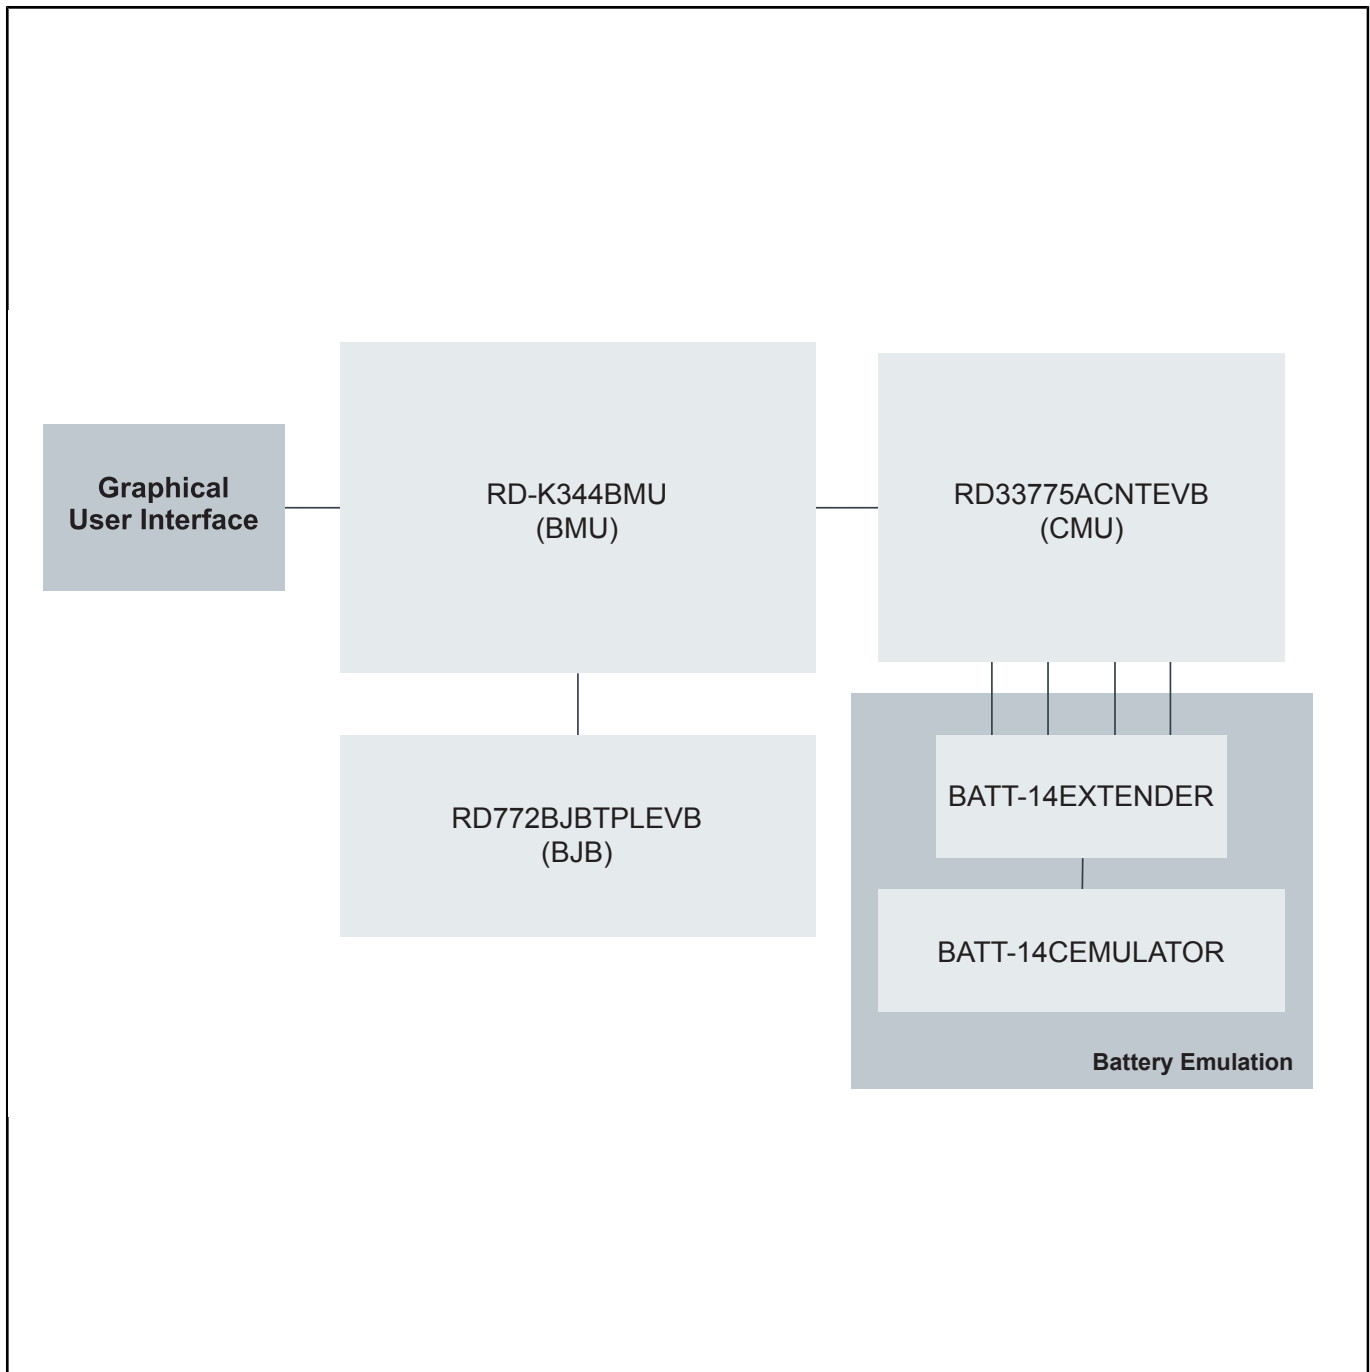 Graphical
User Interface
RD-K344BMU
(BMU)
RD33775ACNTEVB
(CMU)
RD772BJBTPLEVB
(BJB)
BATT-14EXTENDER
BATT-14CEMULATOR
Battery Emulation